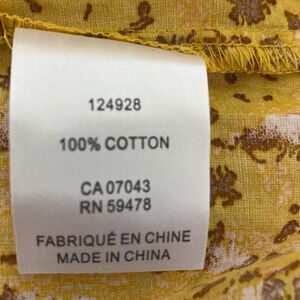 124928
100% COTTON
CA 07043
RN 59478
FABRIQUÉ EN CHINE
MADE IN CHINA